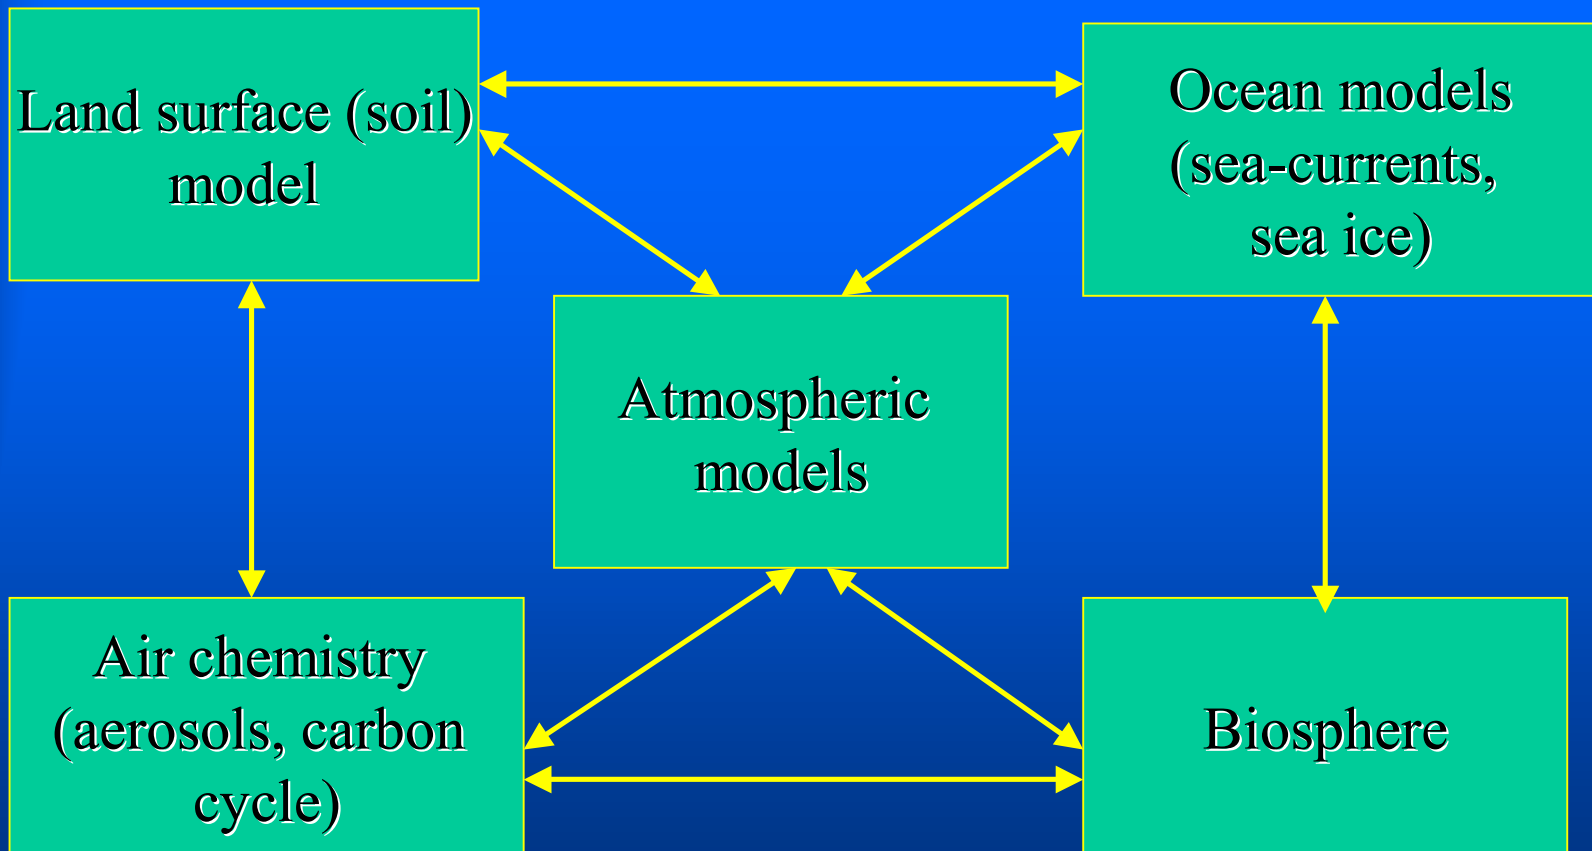 Land surface (soil)
model
Ocean models
(sea-currents,
sea ice)
Atmospheric
models
Air chemistry
(aerosols, carbon
cycle)
Biosphere